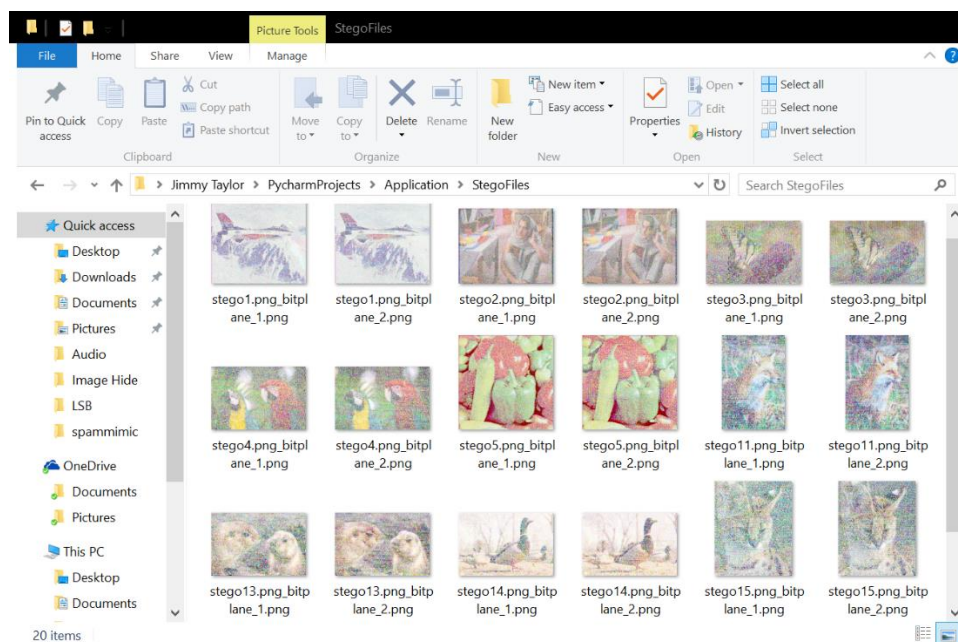 Picture Tools StegoFiles
File Home Share View Manage
Pin to Quick access
Copy
Paste
Cut
Copy path
Paste shortcut
Move to
Copy to
Delete
Rename
New folder
New item
Easy access
Properties
Open
Edit
History
Select all
Select none
Invert selection
Clipboard Organize New Open Select
Jimmy Taylor > PycharmProjects > Application > StegoFiles
Search StegoFiles
Quick access
Desktop
Downloads
Documents
Pictures
Audio
Image Hide
LSB
spammimic
OneDrive
Documents
Pictures
This PC
Desktop
Documents
stego1.png_bitpl
ane_1.png
stego1.png_bitpl
ane_2.png
stego2.png_bitpl
ane_1.png
stego2.png_bitpl
ane_2.png
stego3.png_bitpl
ane_1.png
stego3.png_bitpl
ane_2.png
stego4.png_bitpl
ane_1.png
stego4.png_bitpl
ane_2.png
stego5.png_bitpl
ane_1.png
stego5.png_bitpl
ane_2.png
stego11.png_bitp
lane_1.png
stego11.png_bitp
lane_2.png
stego13.png_bitp
lane_1.png
stego13.png_bitp
lane_2.png
stego14.png_bitp
lane_1.png
stego14.png_bitp
lane_2.png
stego15.png_bitp
lane_1.png
stego15.png_bitp
lane_2.png
20 items